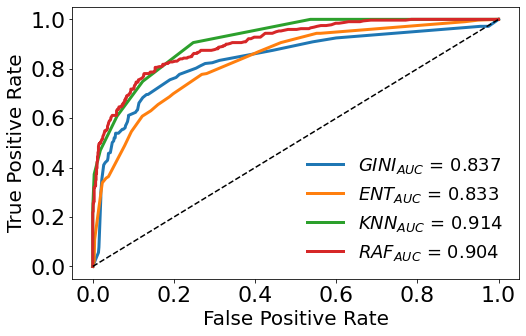 True Positive Rate
1.0
0.8
0.6
0.4
0.2
0.0
GINI_AUC = 0.837
ENT_AUC = 0.833
KNN_AUC = 0.914
RAF_AUC = 0.904
0.0 0.2 0.4 0.6 0.8 1.0
False Positive Rate